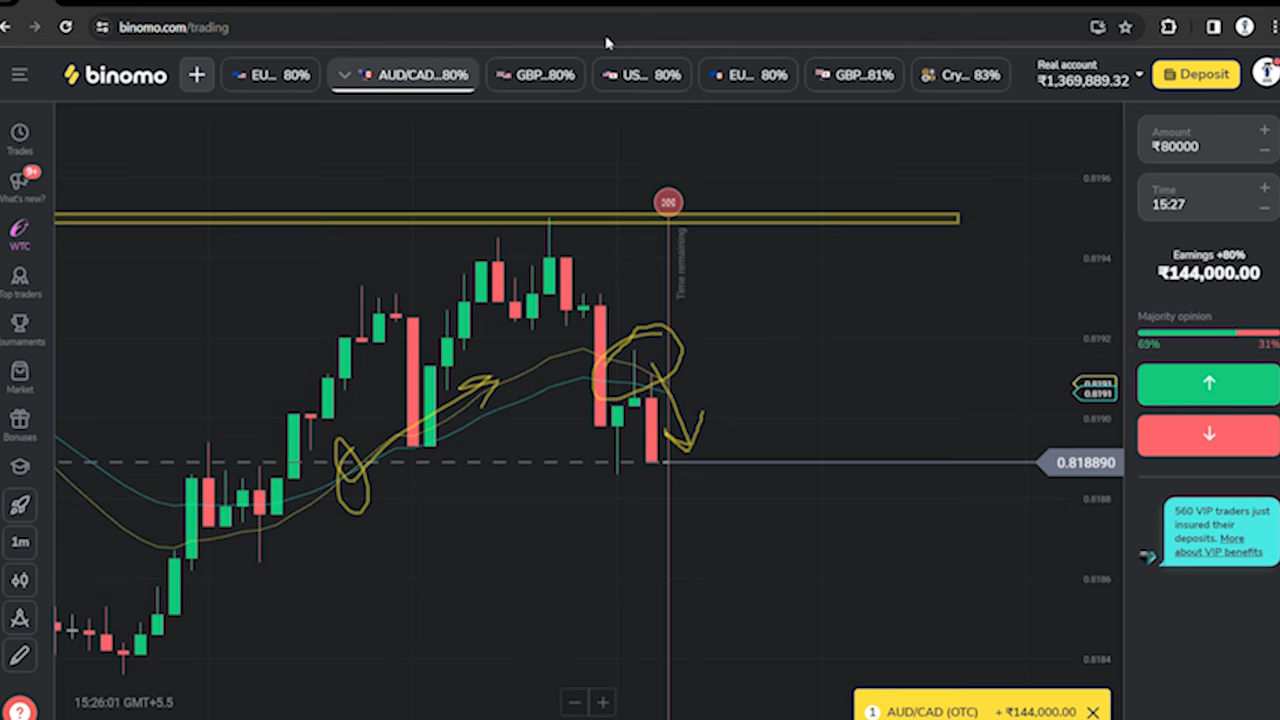 binomo.com/trading
binomo
+
EU... 80%
AUD/CAD...80%
GBP...80%
US... 80%
EU... 80%
GBP...81%
Cry... 83%
Real account
₹1,369,889.32
Deposit
Trades
9+
What's new?
WTC
Top traders
Market
Bonuses
1m
?
Time remaining
0.8196
0.8194
0.8192
0.8191
0.8190
0.818890
0.8188
0.8186
0.8184
15:26:01 GMT+5.5
− +
1 AUD/CAD (OTC) + ₹144,000.00
Amount
₹80000
Time
15:27
Earnings +80%
₹144,000.00
Majority opinion
69% 31%
560 VIP traders just
insured their
deposits. More
about VIP benefits